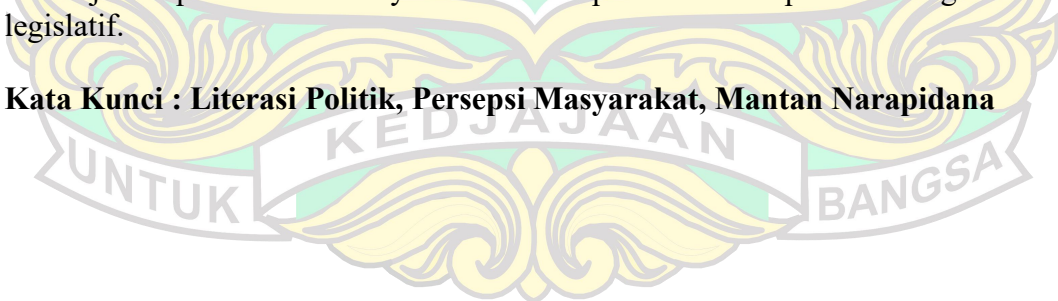 legislatif.
Kata Kunci : Literasi Politik, Persepsi Masyarakat, Mantan Narapidana
UNTUK KEDJAJAAN BANGSA